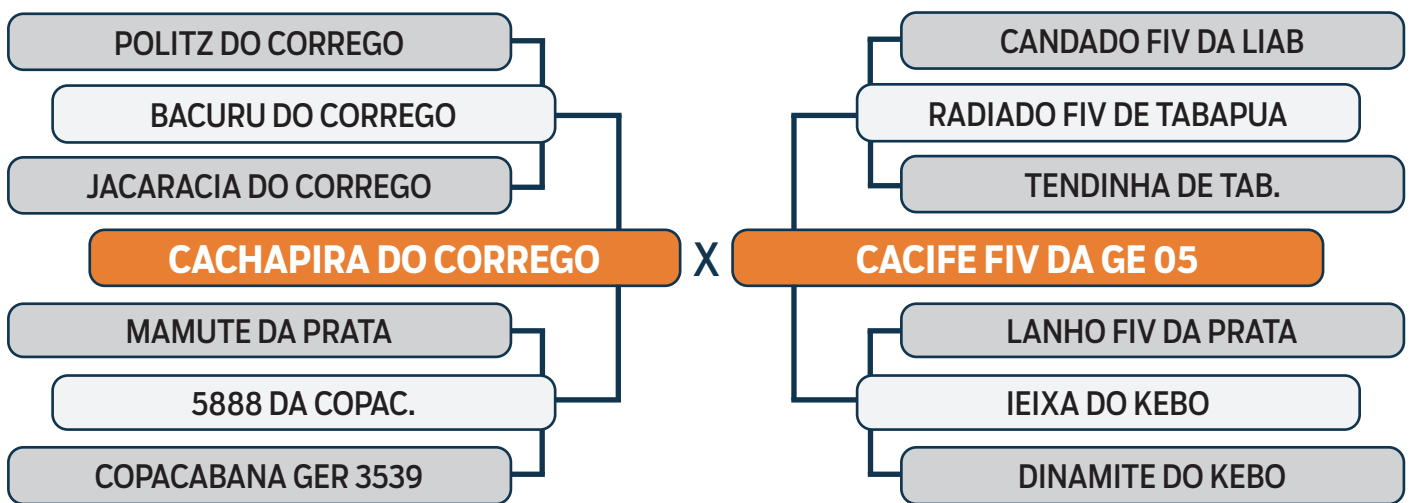 POLITZ DO CORREGO
BACURU DO CORREGO
JACARACIA DO CORREGO
CACHAPIRA DO CORREGO
MAMUTE DA PRATA
5888 DA COPAC.
COPACABANA GER 3539
X
CANDADO FIV DA LIAB
RADIADO FIV DE TABAPUA
TENDINHA DE TAB.
CACIFE FIV DA GE 05
LANHO FIV DA PRATA
IEIXA DO KEBO
DINAMITE DO KEBO